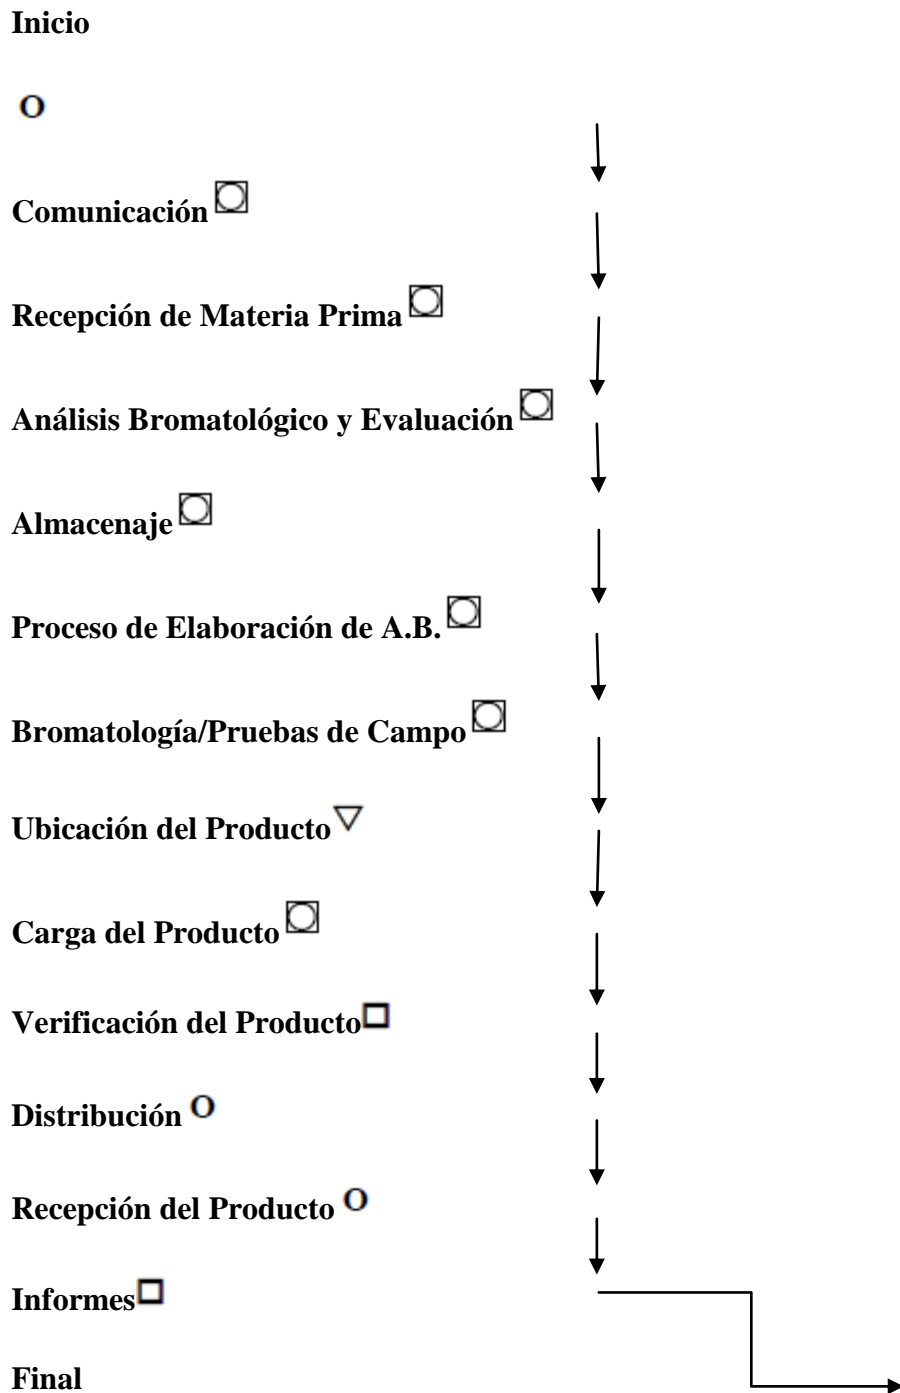 Inicio
O
Comunicación
Recepción de Materia Prima
Análisis Bromatológico y Evaluación
Almacenaje
Proceso de Elaboración de A.B.
Bromatología/Pruebas de Campo
Ubicación del Producto
Carga del Producto
Verificación del Producto
Distribución O
Recepción del Producto O
Informes
Final